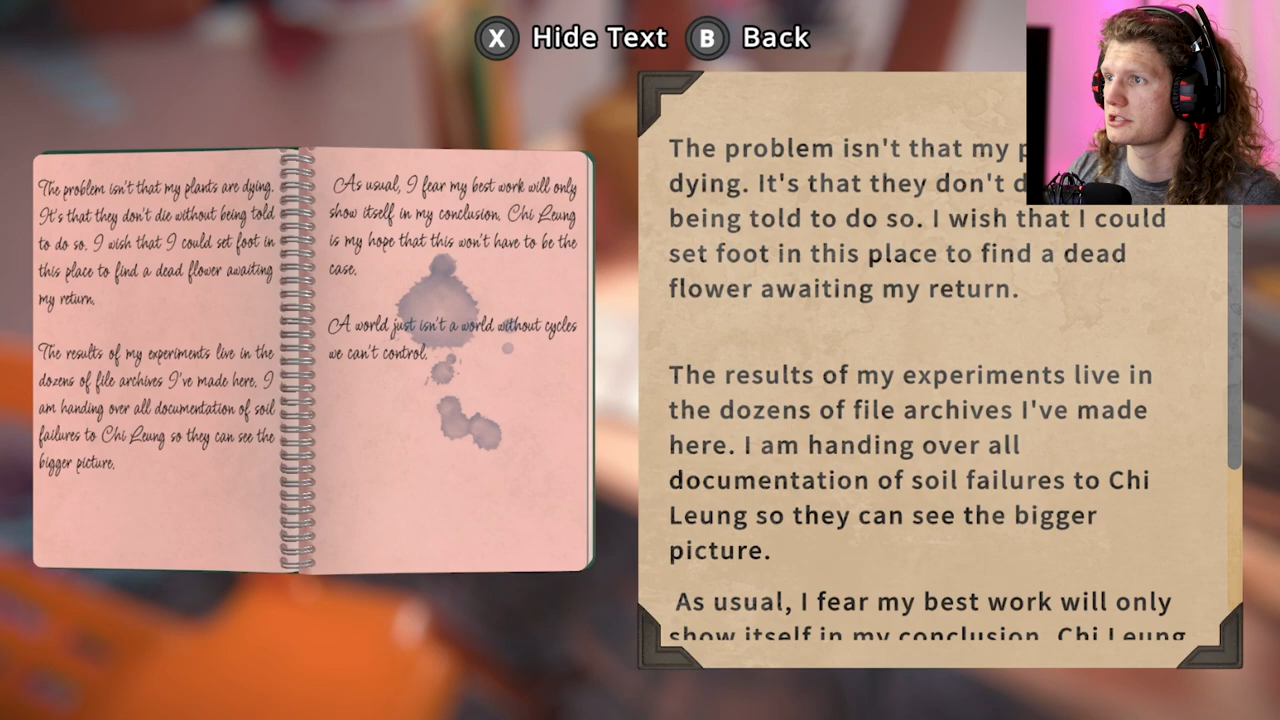 X Hide Text B Back
The problem isn't that my plants are dying.
It's that they don't die without being told
to do so. I wish that I could set foot in
this place to find a dead flower awaiting
my return.
The results of my experiments live in the
dozens of file archives I've made here. I
am handing over all documentation of soil
failures to Chi Leung so they can see the
bigger picture.
As usual, I fear my best work will only
show itself in my conclusion. Chi Leung
is my hope that this won't have to be the
case.
A world just isn't a world without cycles
we can't control.
The problem isn't that my
dying. It's that they don't
being told to do so. I wish that I could
set foot in this place to find a dead
flower awaiting my return.
The results of my experiments live in
the dozens of file archives I've made
here. I am handing over all
documentation of soil failures to Chi
Leung so they can see the bigger
picture.
As usual, I fear my best work will only
show itself in my conclusion. Chi Leung